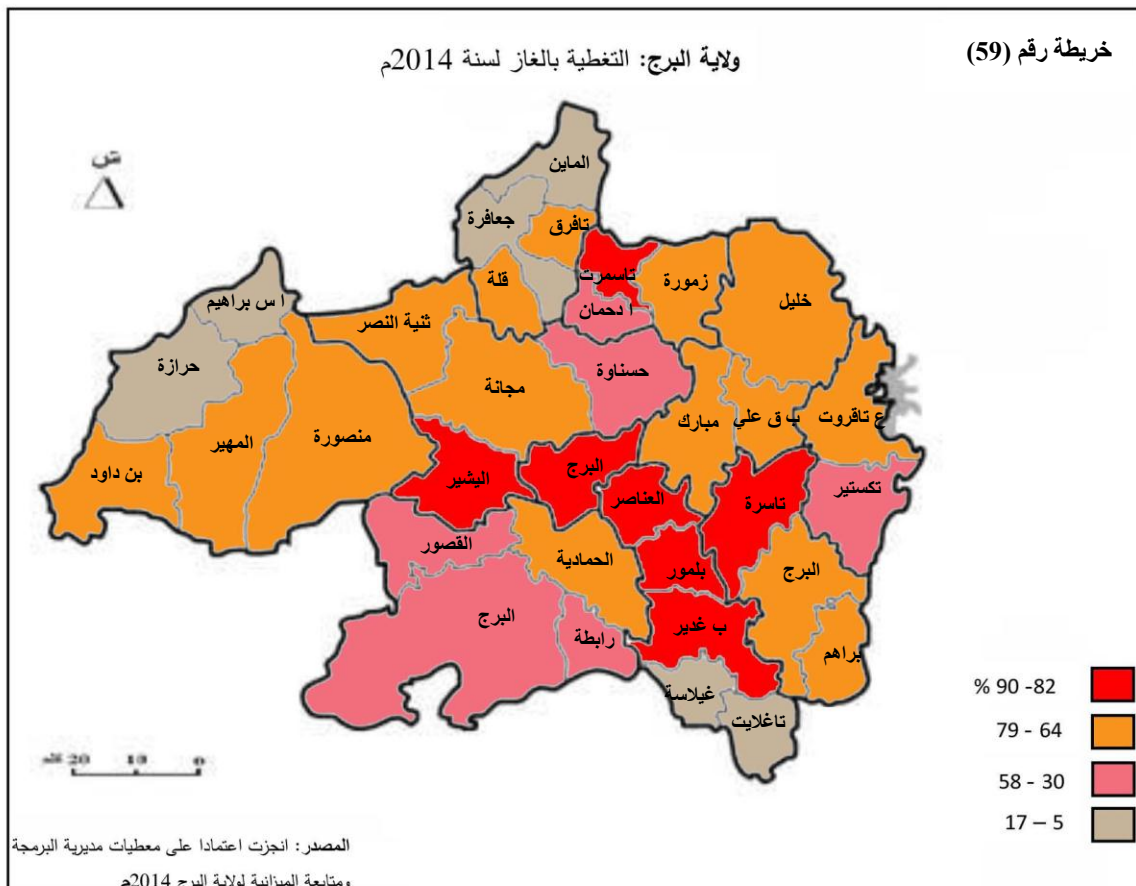 خريطة رقم (59)
ولاية البرج: التغطية بالغاز لسنة 2014م
ش
الماين
جعافرة
تافرق
تاسمرت
زمورة
خليل
قلة
ا س براهيم
ثنية النصر
ا دحمان
حرازة
حسناوة
مجانة
ب ق علي
ع تاقروت
مبارك
منصورة
المهير
بن داود
البرج
اليشير
العناصر
تاسرة
تكستير
القصور
الحمادية
بلمور
البرج
البرج
رابطة
ب غدير
براهم
غيلاسة
تاغلايت
% 90 -82
79 - 64
58 - 30
17 – 5
0 10 20 كلم
المصدر: انجزت اعتمادا على معطيات مديرية البرمجة
ومتابعة الميزانية لولاية البرج 2014م